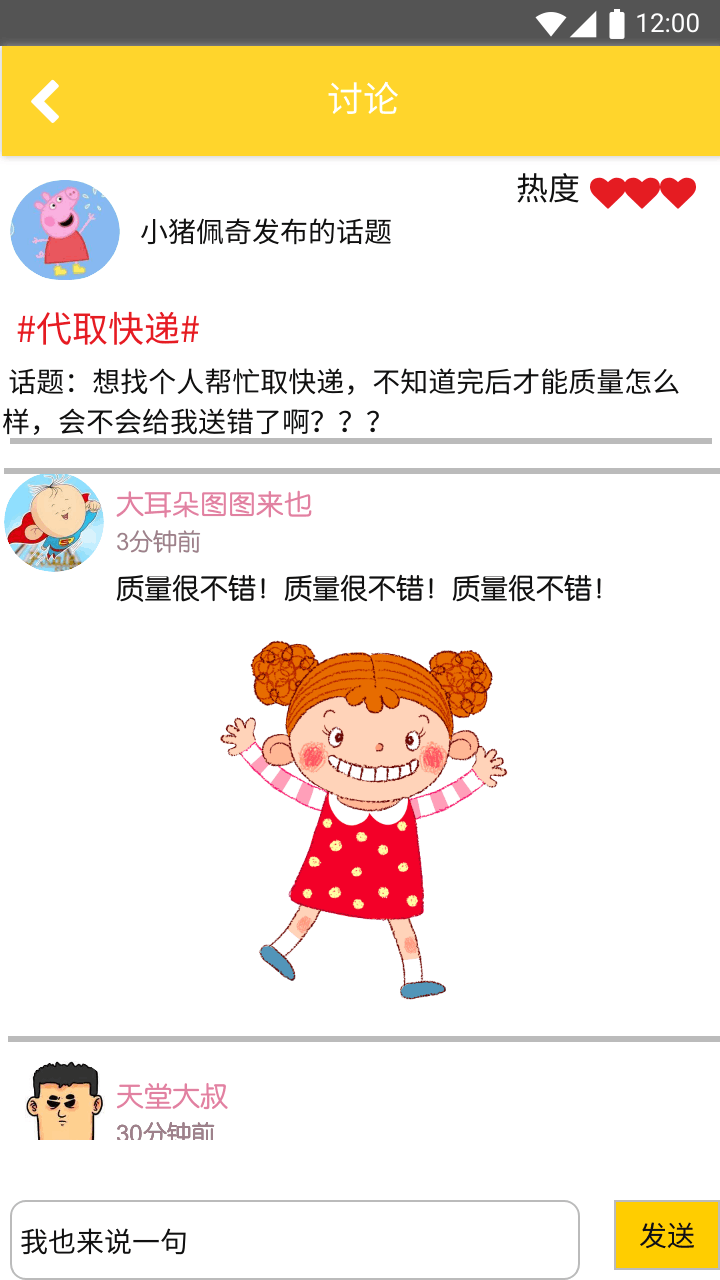 12:00
讨论
热度
小猪佩奇发布的话题
#代取快递#
话题：想找个人帮忙取快递，不知道完后才能质量怎么
样，会不会给我送错了啊？？？
大耳朵图图来也
3分钟前
质量很不错！质量很不错！质量很不错！
天堂大叔
30分钟前
我也来说一句
发送